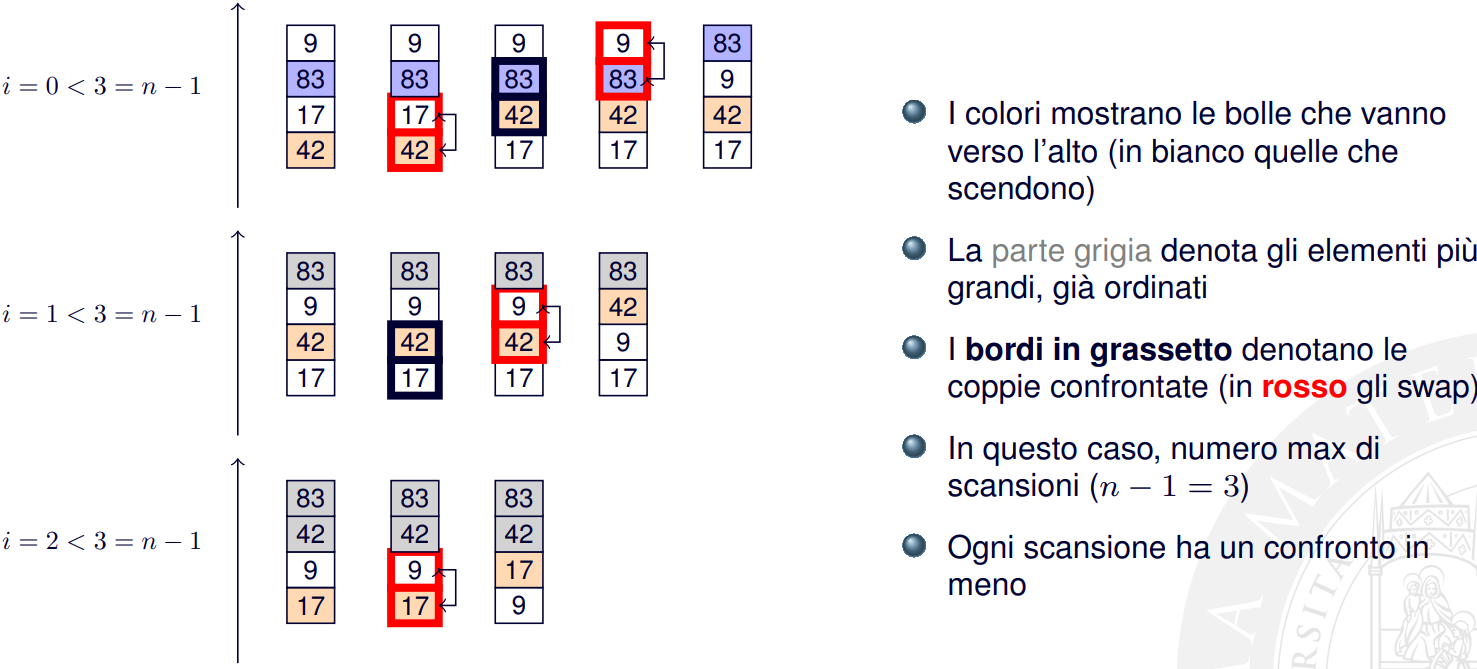 i = 0 < 3 = n − 1
9 9 9 9 83
83 83 83 83 9
17 17 42 42 42
42 42 17 17 17
i = 1 < 3 = n − 1
83 83 83 83
9 9 9 42
42 42 42 9
17 17 17 17
i = 2 < 3 = n − 1
83 83 83
42 42 42
9 9 17
17 17 9
I colori mostrano le bolle che vanno
verso l'alto (in bianco quelle che
scendono)
La parte grigia denota gli elementi più
grandi, già ordinati
I bordi in grassetto denotano le
coppie confrontate (in rosso gli swap)
In questo caso, numero max di
scansioni (n − 1 = 3)
Ogni scansione ha un confronto in
meno